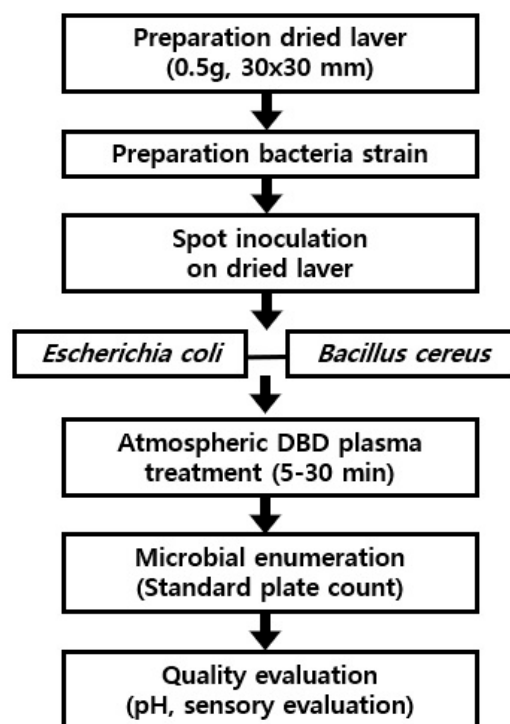 Preparation dried laver
(0.5g, 30x30 mm)
Preparation bacteria strain
Spot inoculation
on dried laver
Escherichia coli
Bacillus cereus
Atmospheric DBD plasma
treatment (5-30 min)
Microbial enumeration
(Standard plate count)
Quality evaluation
(pH, sensory evaluation)